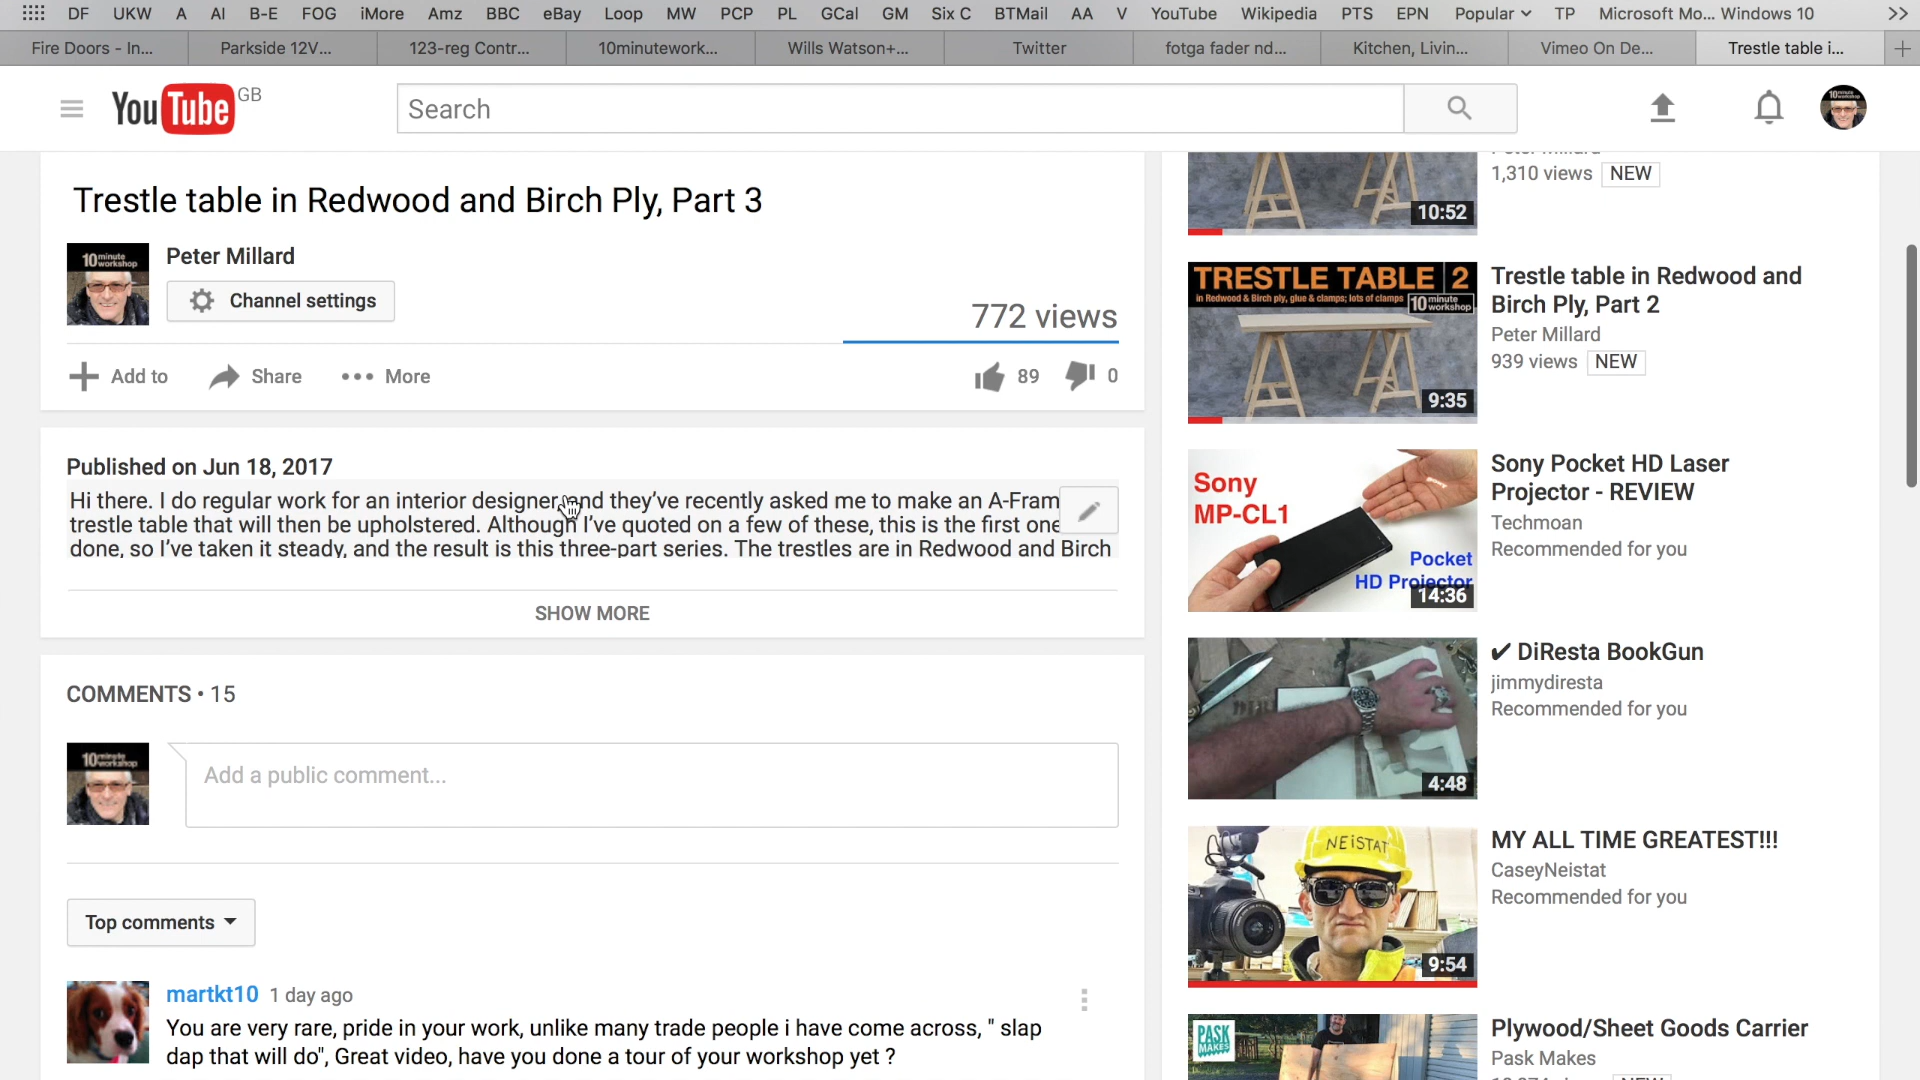 DF UKW A AI B-E FOG iMore Amz BBC eBay Loop MW PCP PL GCal GM Six C BTMail AA V YouTube Wikipedia PTS EPN Popular TP Microsoft Mo... Windows 10
Fire Doors - In... Parkside 12V... 123-reg Contr... 10minutework... Wills Watson+... Twitter fotga fader nd... Kitchen, Livin... Vimeo On De... Trestle table i...
YouTube GB Search
Trestle table in Redwood and Birch Ply, Part 3
10minute workshop
Peter Millard
Channel settings
772 views
Add to Share More 89 0
Published on Jun 18, 2017
Hi there. I do regular work for an interior designer and they've recently asked me to make an A-Fram
trestle table that will then be upholstered. Although I've quoted on a few of these, this is the first one
done, so I've taken it steady, and the result is this three-part series. The trestles are in Redwood and Birch
SHOW MORE
COMMENTS • 15
10minute workshop
Add a public comment...
Top comments
martkt10 1 day ago
You are very rare, pride in your work, unlike many trade people i have come across, " slap
dap that will do", Great video, have you done a tour of your workshop yet ?
1,310 views NEW
10:52
TRESTLE TABLE 2
in Redwood & Birch ply, glue & clamps; lots of clamps
10 minute workshop
9:35
Trestle table in Redwood and
Birch Ply, Part 2
Peter Millard
939 views NEW
Sony
MP-CL1
Pocket
HD Projector
14:36
Sony Pocket HD Laser
Projector - REVIEW
Techmoan
Recommended for you
4:48
✔ DiResta BookGun
jimmydiresta
Recommended for you
NEiSTAT
9:54
MY ALL TIME GREATEST!!!
CaseyNeistat
Recommended for you
PASK
MAKES
Plywood/Sheet Goods Carrier
Pask Makes